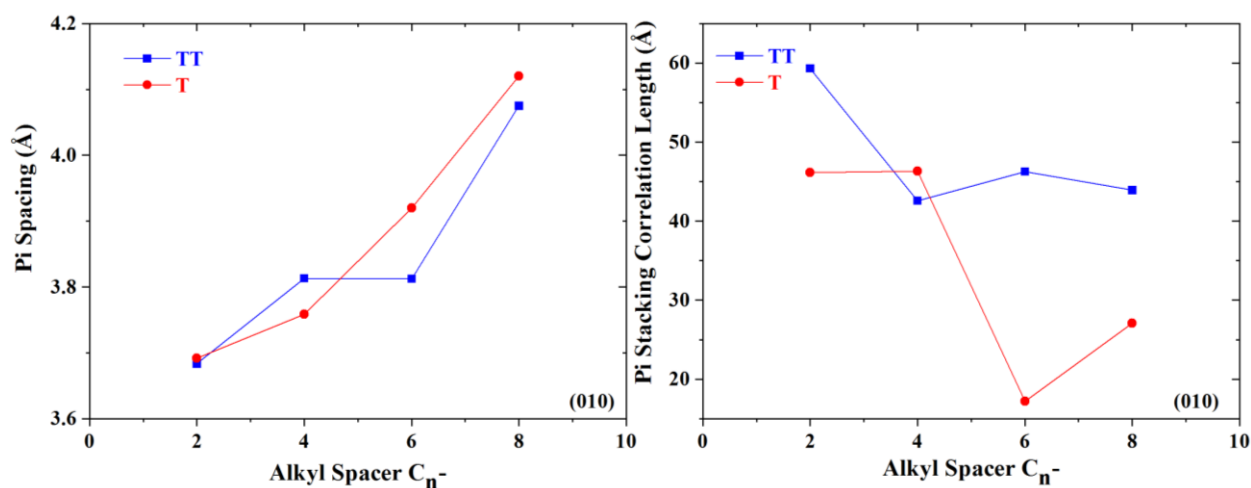 4.2
4.0
3.8
3.6
Pi Spacing (Å)
TT
T
(010)
0 2 4 6 8 10
Alkyl Spacer Cn-
60
50
40
30
20
Pi Stacking Correlation Length (Å)
TT
T
(010)
0 2 4 6 8 10
Alkyl Spacer Cn-